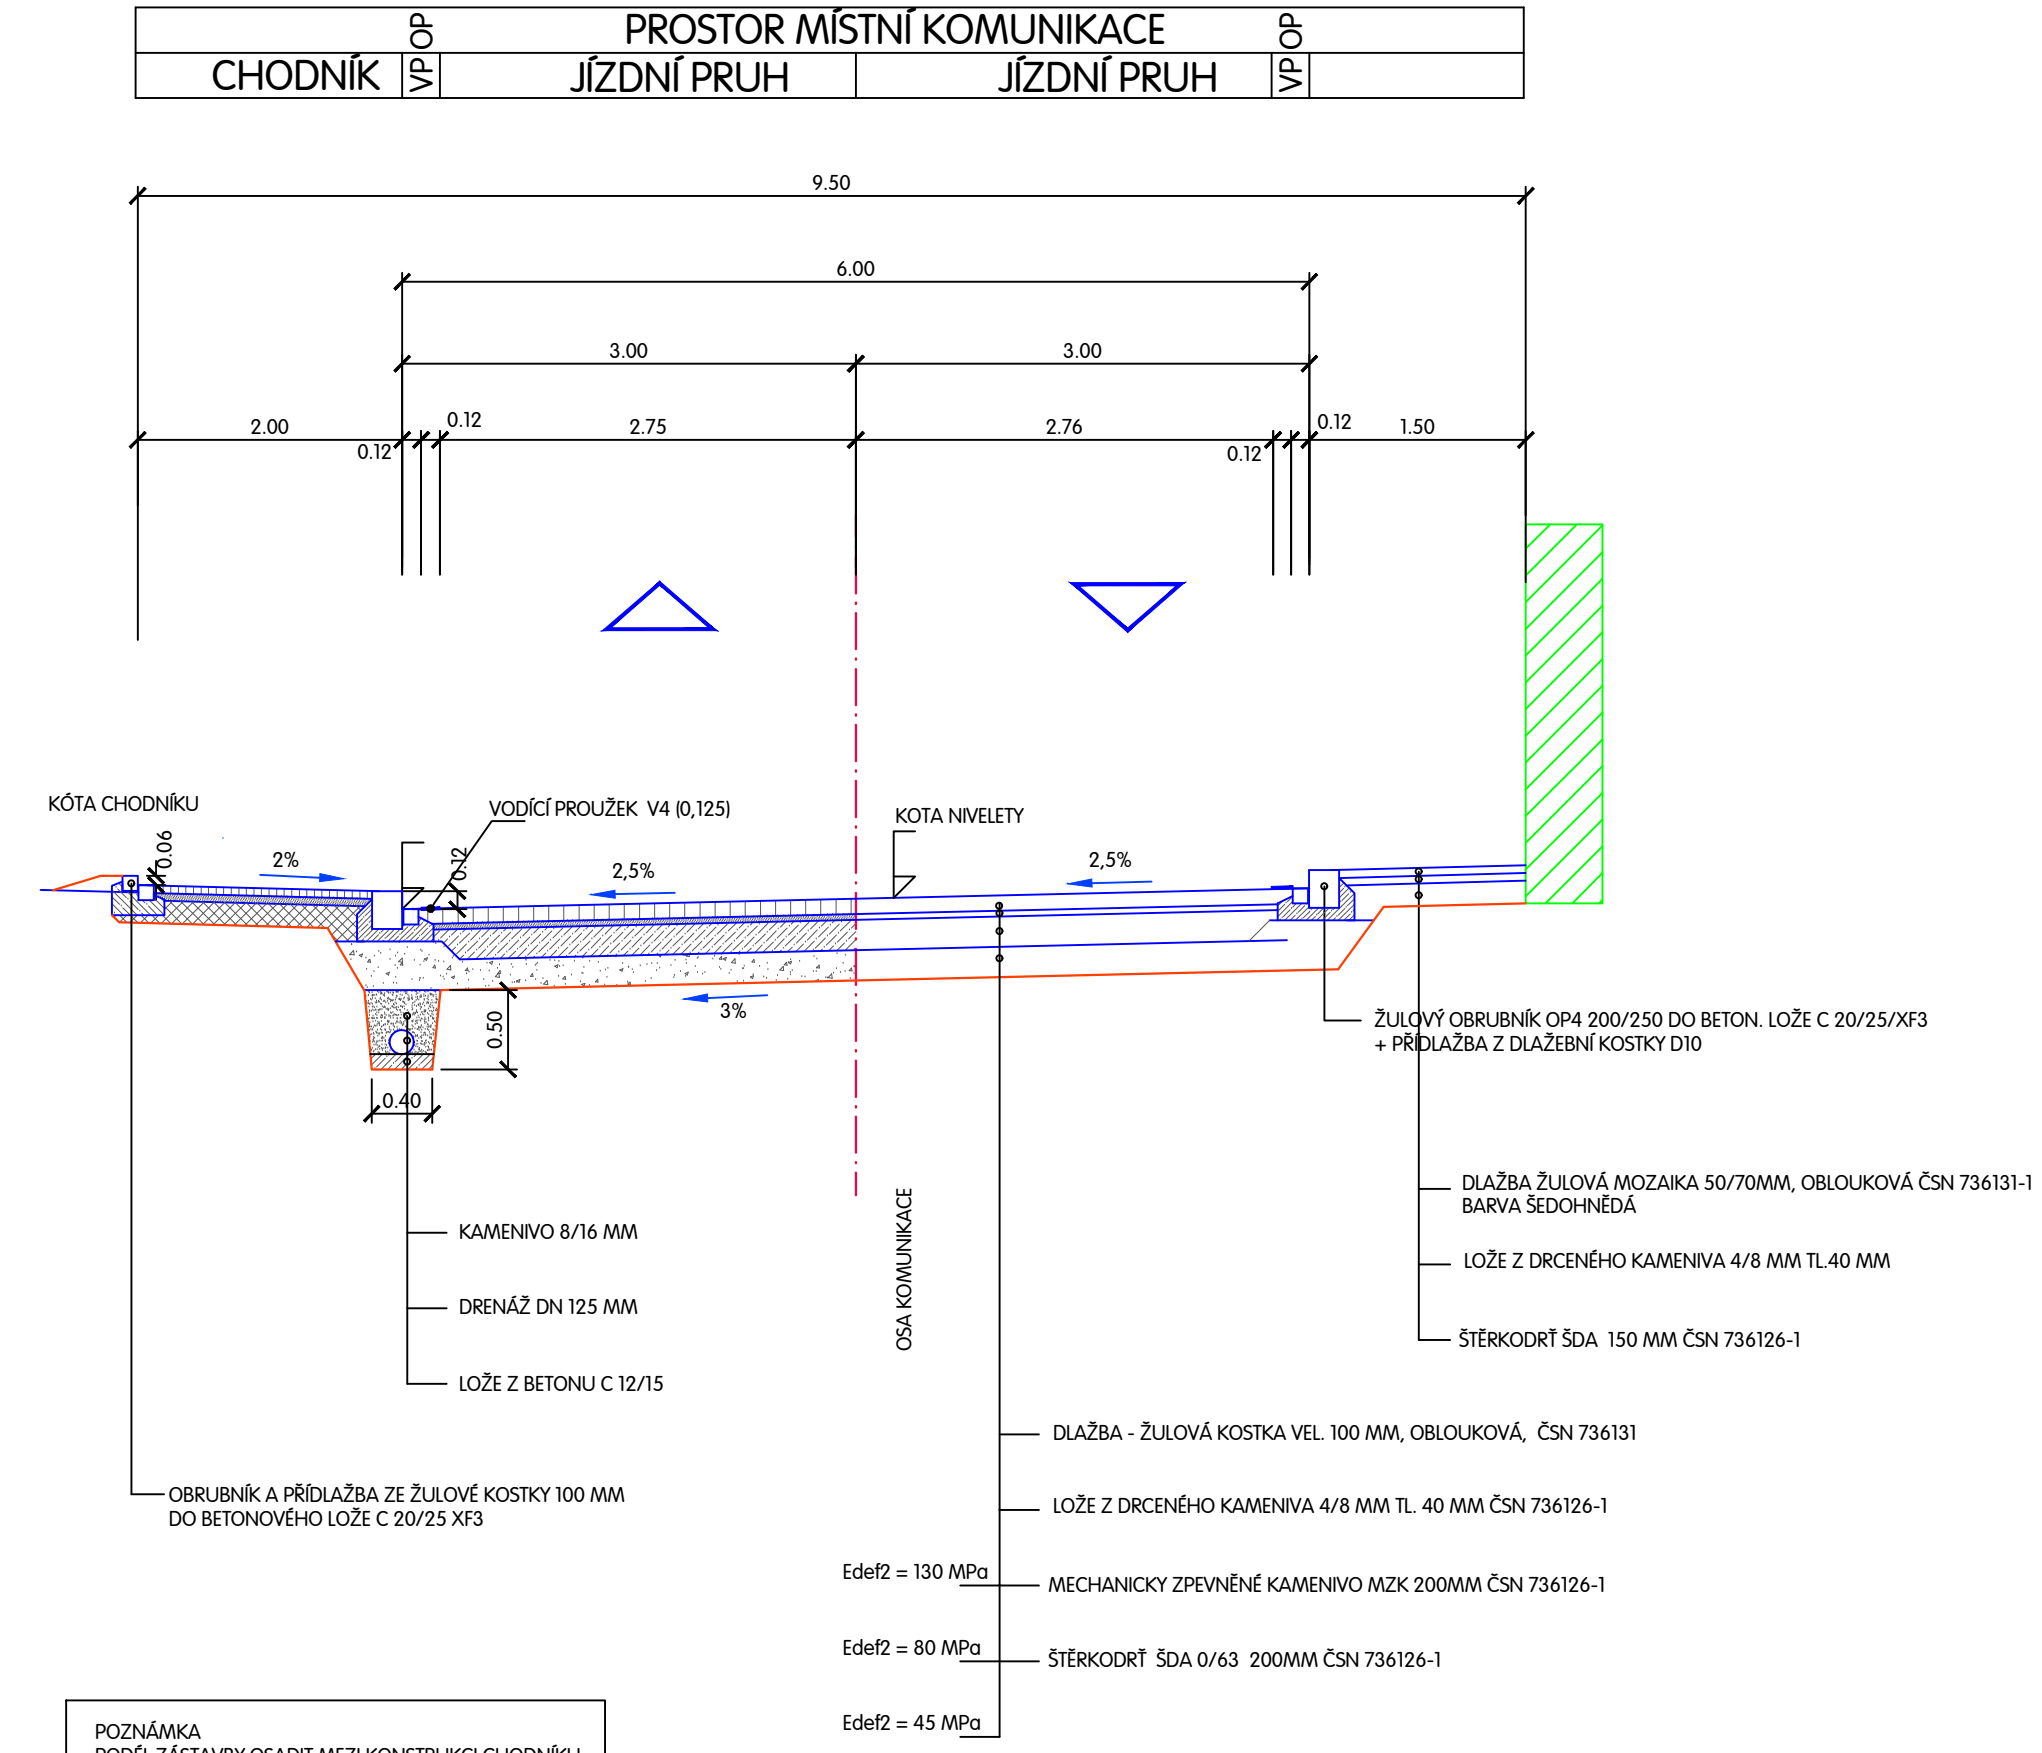 PROSTOR MÍSTNÍ KOMUNIKACE
OP
OP
CHODNÍK
VP
JÍZDNÍ PRUH
JÍZDNÍ PRUH
VP
9.50
6.00
3.00
3.00
2.00
0.12
0.12
2.75
2.76
0.12
0.12
1.50
KÓTA CHODNÍKU
0.06
2%
VODÍCÍ PROUŽEK V4 (0,125)
0.12
2,5%
KOTA NIVELETY
2,5%
3%
0.50
0.40
ŽULOVÝ OBRUBNÍK OP4 200/250 DO BETON. LOŽE C 20/25/XF3
+ PŘÍDLAŽBA Z DLAŽEBNÍ KOSTKY D10
DLAŽBA ŽULOVÁ MOZAIKA 50/70MM, OBLOUKOVÁ ČSN 736131-1
BARVA ŠEDOHNĚDÁ
LOŽE Z DRCENÉHO KAMENIVA 4/8 MM TL.40 MM
ŠTĚRKODRŤ ŠDA 150 MM ČSN 736126-1
KAMENIVO 8/16 MM
DRENÁŽ DN 125 MM
LOŽE Z BETONU C 12/15
OSA KOMUNIKACE
OBRUBNÍK A PŘÍDLAŽBA ZE ŽULOVÉ KOSTKY 100 MM
DO BETONOVÉHO LOŽE C 20/25 XF3
DLAŽBA - ŽULOVÁ KOSTKA VEL. 100 MM, OBLOUKOVÁ, ČSN 736131
LOŽE Z DRCENÉHO KAMENIVA 4/8 MM TL. 40 MM ČSN 736126-1
Edef2 = 130 MPa
MECHANICKY ZPEVNĚNÉ KAMENIVO MZK 200MM ČSN 736126-1
Edef2 = 80 MPa
ŠTĚRKODRŤ ŠDA 0/63 200MM ČSN 736126-1
Edef2 = 45 MPa
POZNÁMKA
PODÉL ZÁSTAVBY OSADIT MEZI KONSTRUKCI CHODNÍKU